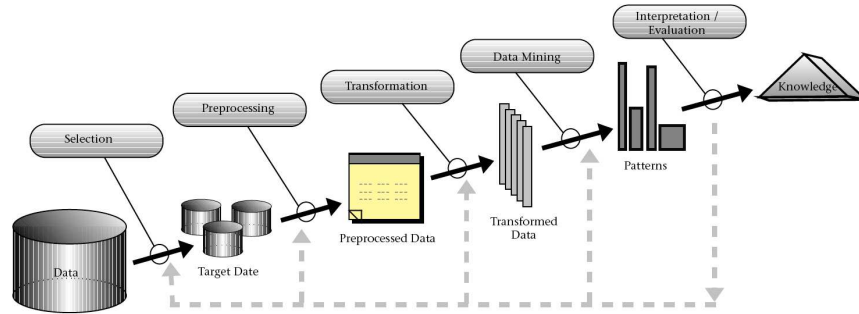 Interpretation /
Evaluation
Data Mining
Transformation
Preprocessing
Selection
Knowledge
Patterns
Transformed
Data
Preprocessed Data
Target Date
Data